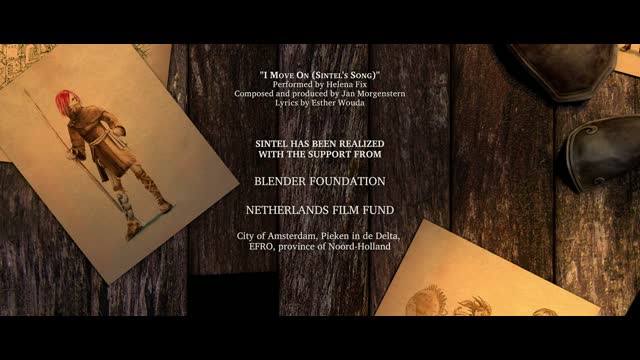 "I Move On (Sintel's Song)"
Performed by Helena Fix
Composed and produced by Jan Morgenstern
Lyrics by Esther Wouda
SINTEL HAS BEEN REALIZED
WITH THE SUPPORT FROM
BLENDER FOUNDATION
NETHERLANDS FILM FUND
City of Amsterdam, Pieken in de Delta,
EFRO, province of Noord-Holland